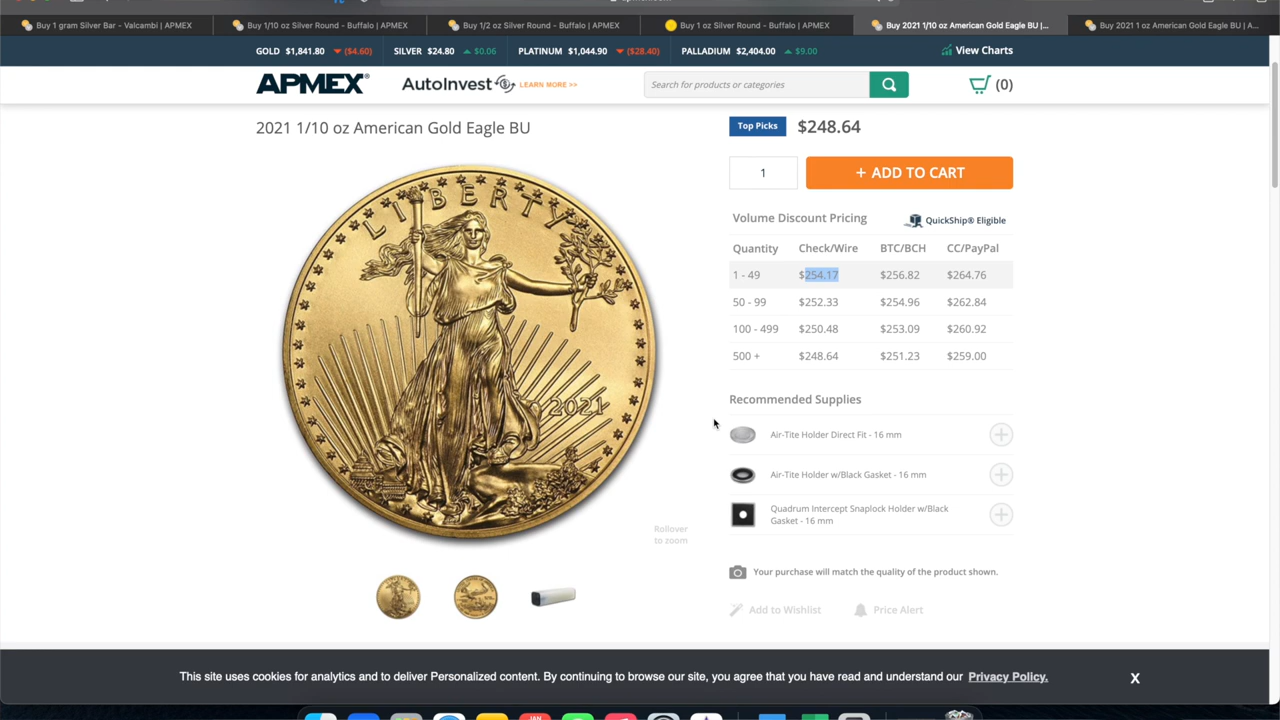 Buy 1 gram Silver Bar - Valcambi | APMEX
Buy 1/10 oz Silver Round - Buffalo | APMEX
Buy 1/2 oz Silver Round - Buffalo | APMEX
Buy 1 oz Silver Round - Buffalo | APMEX
Buy 2021 1/10 oz American Gold Eagle BU |...
Buy 2021 1 oz American Gold Eagle BU | A...
GOLD $1,841.80 ($4.60) SILVER $24.80 $0.06 PLATINUM $1,044.90 ($28.40) PALLADIUM $2,404.00 $9.00 View Charts
APMEX® AutoInvest LEARN MORE >> Search for products or categories (0)
2021 1/10 oz American Gold Eagle BU
LIBERTY
2021
Rollover
to zoom
Top Picks $248.64
1 + ADD TO CART
Volume Discount Pricing QuickShip® Eligible
Quantity Check/Wire BTC/BCH CC/PayPal
1 - 49 $254.17 $256.82 $264.76
50 - 99 $252.33 $254.96 $262.84
100 - 499 $250.48 $253.09 $260.92
500 + $248.64 $251.23 $259.00
Recommended Supplies
Air-Tite Holder Direct Fit - 16 mm
Air-Tite Holder w/Black Gasket - 16 mm
Quadrum Intercept Snaplock Holder w/Black
Gasket - 16 mm
Your purchase will match the quality of the product shown.
Add to Wishlist Price Alert
This site uses cookies for analytics and to deliver Personalized content. By continuing to browse our site, you agree that you have read and understand our Privacy Policy. X
JAN